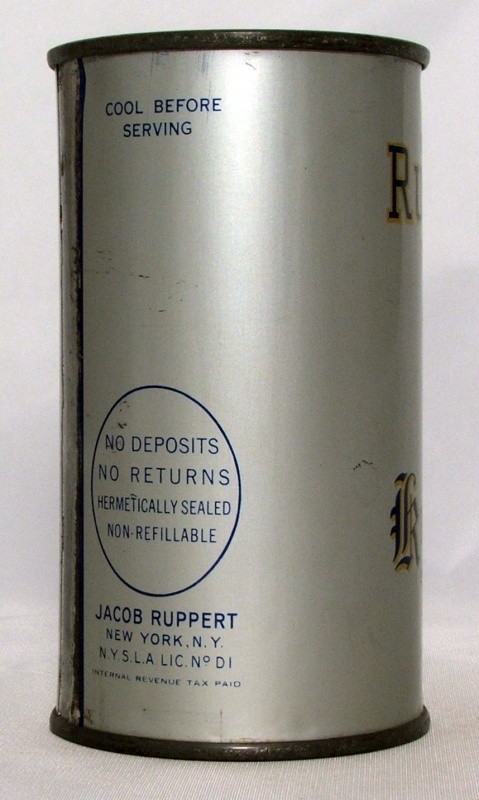 COOL BEFORE
SERVING
Ru
K
NO DEPOSITS
NO RETURNS
HERMETICALLY SEALED
NON-REFILLABLE
JACOB RUPPERT
NEW YORK, N.Y.
N.Y.S.L.A LIC. Nº D1
INTERNAL REVENUE TAX PAID